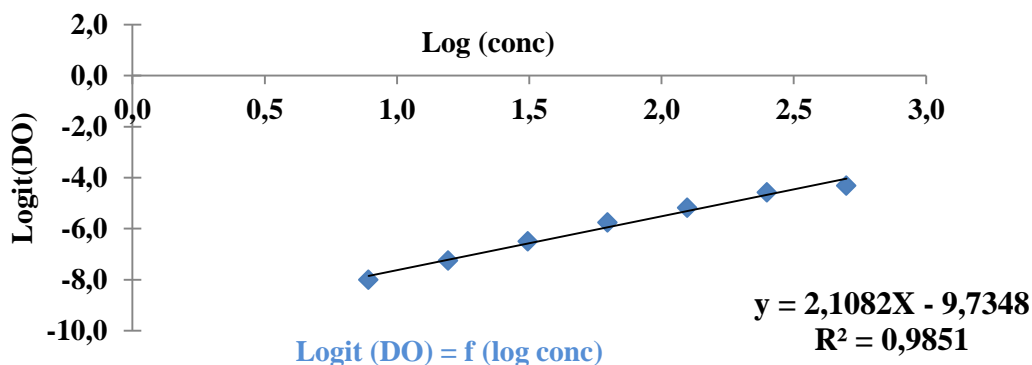 2,0
Log (conc)
0,0
0,0 0,5 1,0 1,5 2,0 2,5 3,0
-2,0
-4,0
-6,0
-8,0
-10,0
Logit(DO)
y = 2,1082X - 9,7348
R² = 0,9851
Logit (DO) = f (log conc)